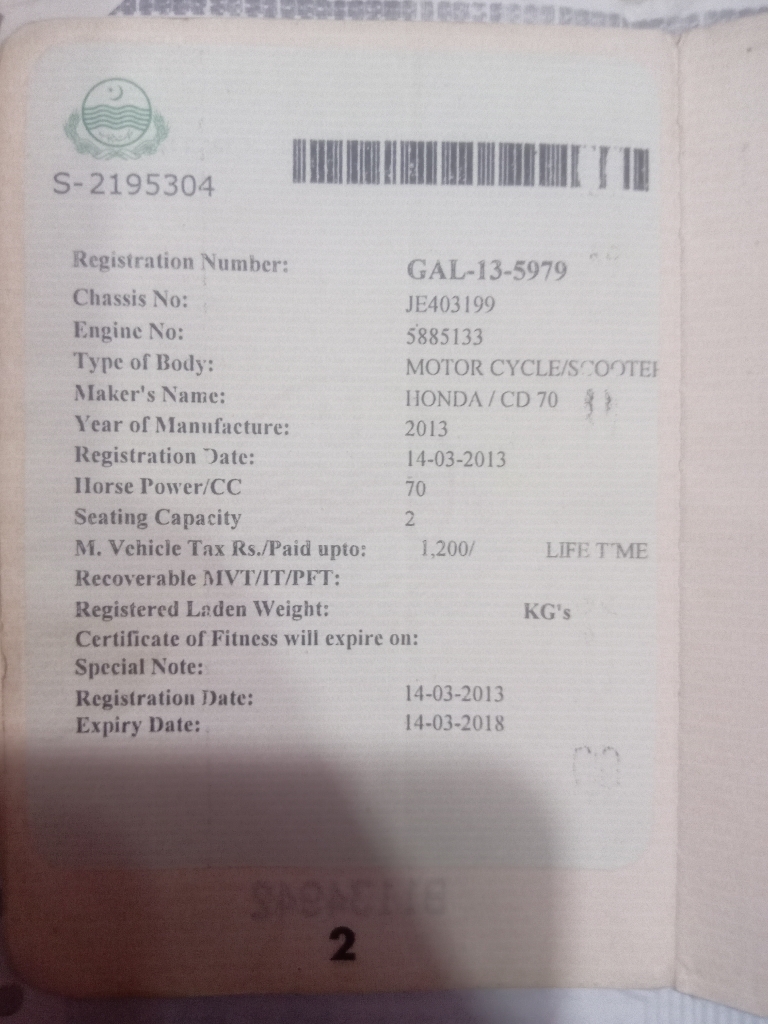 S-2195304
Registration Number: GAL-13-5979
Chassis No: JE403199
Engine No: 5885133
Type of Body: MOTOR CYCLE/SCOOTER
Maker's Name: HONDA / CD 70
Year of Manufacture: 2013
Registration Date: 14-03-2013
Horse Power/CC 70
Seating Capacity 2
M. Vehicle Tax Rs./Paid upto: 1,200/ LIFE TIME
Recoverable MVT/IT/PFT:
Registered Laden Weight: KG's
Certificate of Fitness will expire on:
Special Note:
Registration Date: 14-03-2013
Expiry Date: 14-03-2018
2